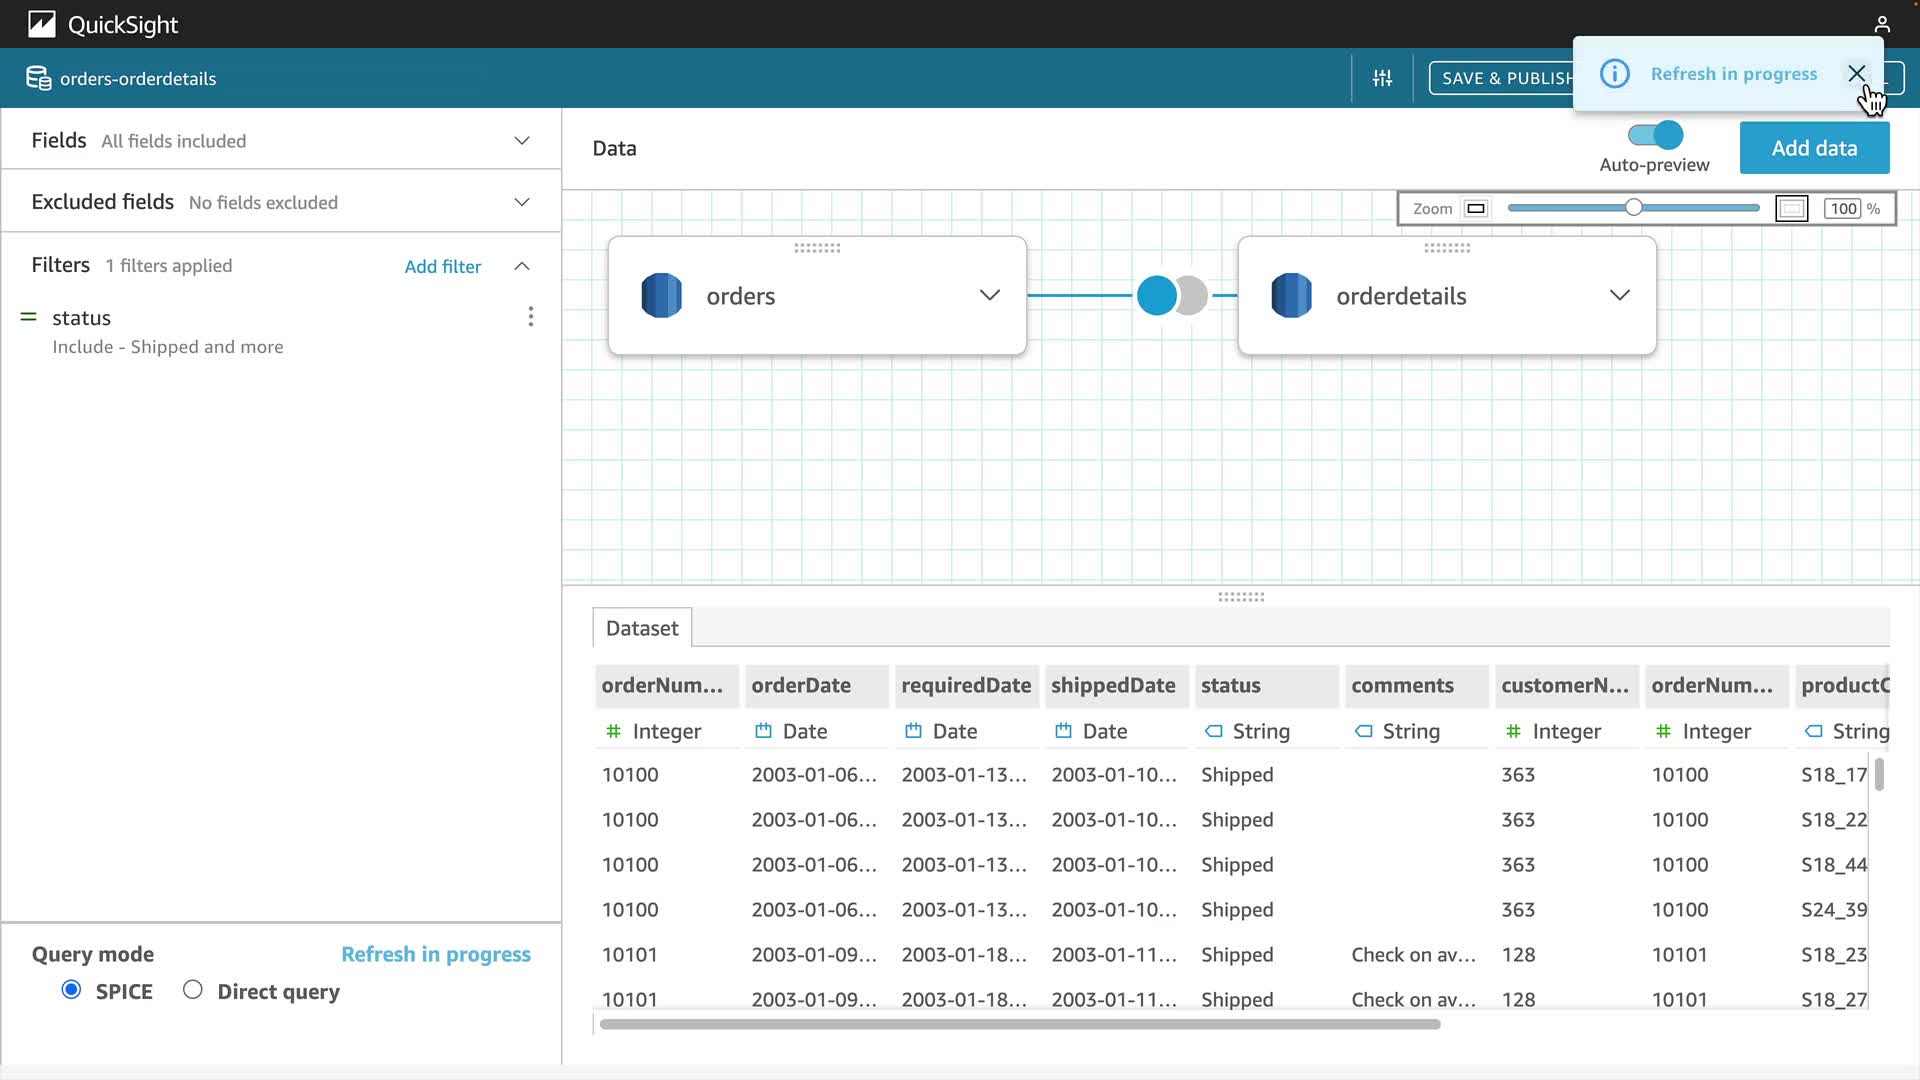 QuickSight
orders-orderdetails
SAVE & PUBLISH
Refresh in progress
Fields All fields included
Data
Auto-preview
Add data
Excluded fields No fields excluded
Zoom 100 %
Filters 1 filters applied Add filter
orders
orderdetails
status
Include - Shipped and more
Dataset
orderNum... orderDate requiredDate shippedDate status comments customerN... orderNum... productC
# Integer Date Date Date String String # Integer # Integer String
10100 2003-01-06... 2003-01-13... 2003-01-10... Shipped 363 10100 S18_17
10100 2003-01-06... 2003-01-13... 2003-01-10... Shipped 363 10100 S18_22
10100 2003-01-06... 2003-01-13... 2003-01-10... Shipped 363 10100 S18_44
10100 2003-01-06... 2003-01-13... 2003-01-10... Shipped 363 10100 S24_39
10101 2003-01-09... 2003-01-18... 2003-01-11... Shipped Check on av... 128 10101 S18_23
10101 2003-01-09... 2003-01-18... 2003-01-11... Shipped Check on av... 128 10101 S18_27
Query mode Refresh in progress
SPICE Direct query